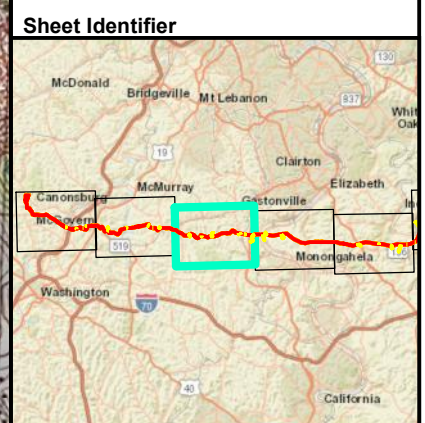 Sheet Identifier
130
McDonald
Bridgeville
Mt Lebanon
837
Whit
Oak
19
Clairton
McMurray
Elizabeth
Canonsburg
Gastonville
McGovern
519
Monongahela
136
Washington
70
40
California